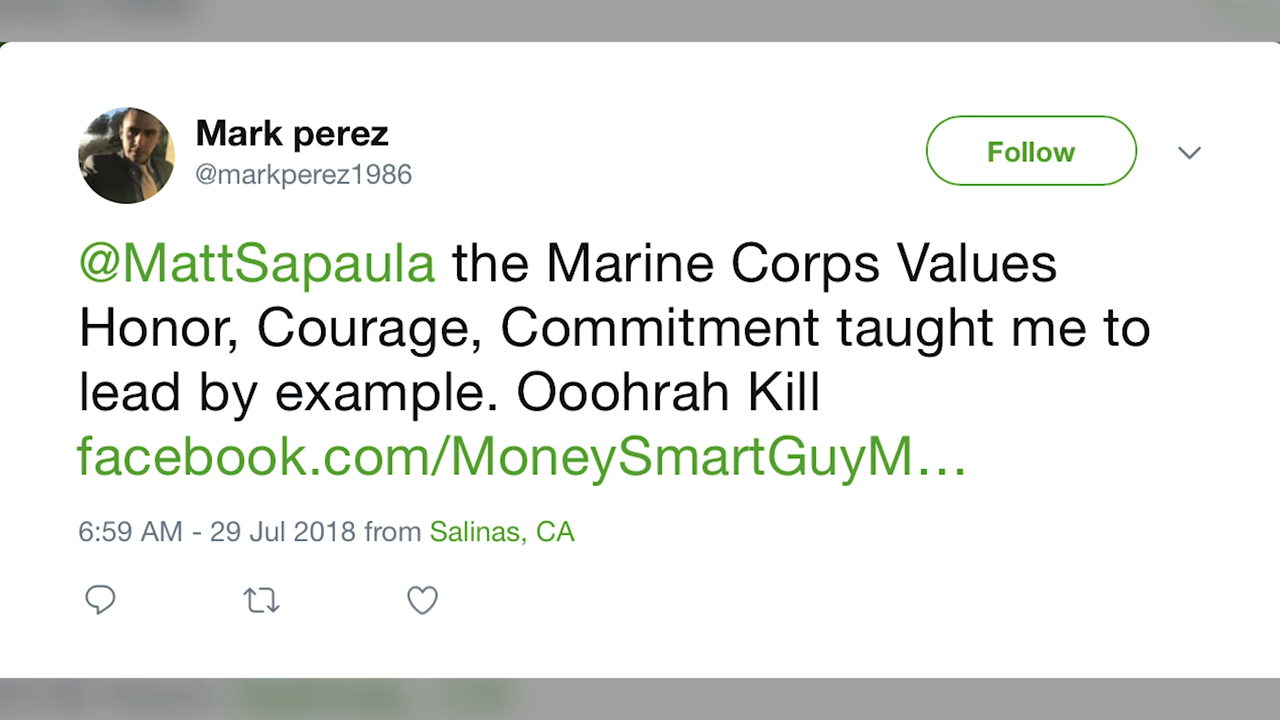 Mark perez
@markperez1986
Follow
@MattSapaula the Marine Corps Values
Honor, Courage, Commitment taught me to
lead by example. Ooohrah Kill
facebook.com/MoneySmartGuyM…
6:59 AM - 29 Jul 2018 from Salinas, CA